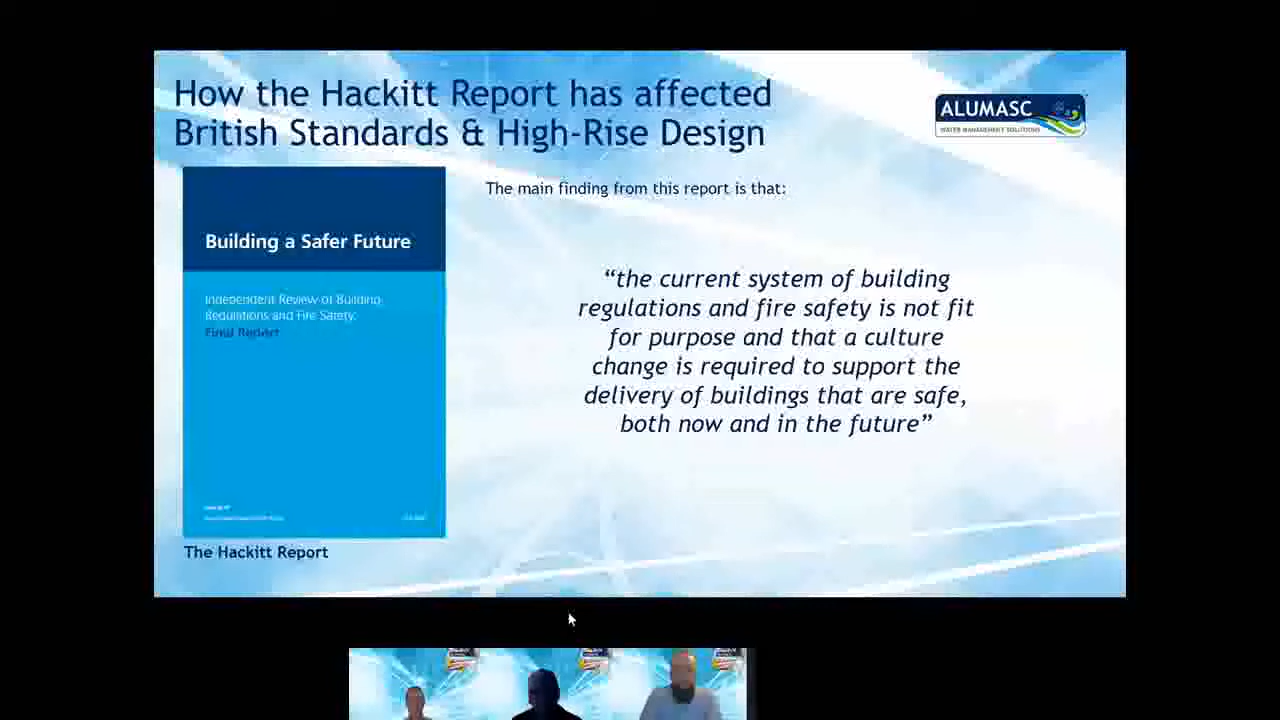 How the Hackitt Report has affected
British Standards & High-Rise Design
ALUMASC
WATER MANAGEMENT SOLUTIONS
The main finding from this report is that:
Building a Safer Future
Independent Review of Building
Regulations and Fire Safety:
Final Report
“the current system of building
regulations and fire safety is not fit
for purpose and that a culture
change is required to support the
delivery of buildings that are safe,
both now and in the future”
The Hackitt Report